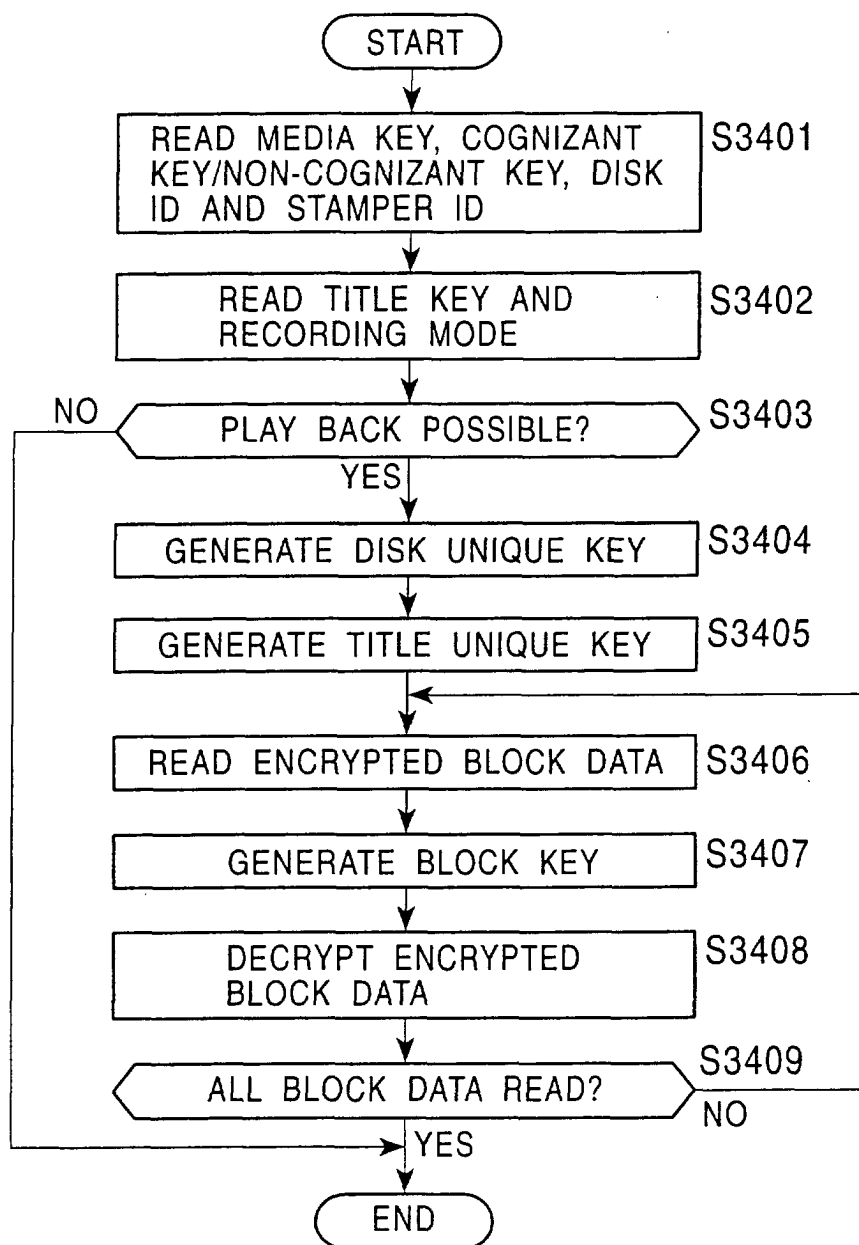 START
READ MEDIA KEY, COGNIZANT
KEY/NON-COGNIZANT KEY, DISK
ID AND STAMPER ID
S3401
READ TITLE KEY AND
RECORDING MODE
S3402
NO
PLAY BACK POSSIBLE?
S3403
YES
GENERATE DISK UNIQUE KEY
S3404
GENERATE TITLE UNIQUE KEY
S3405
READ ENCRYPTED BLOCK DATA
S3406
GENERATE BLOCK KEY
S3407
DECRYPT ENCRYPTED
BLOCK DATA
S3408
ALL BLOCK DATA READ?
S3409
NO
YES
END